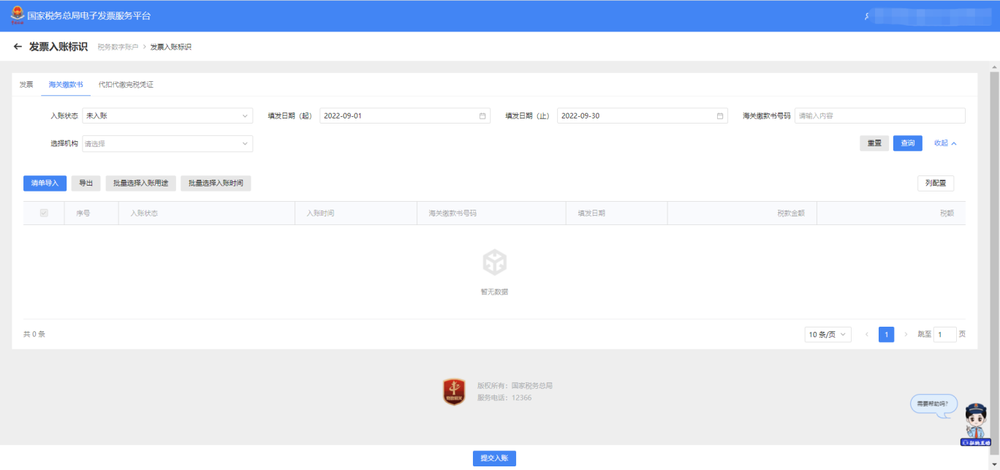 国家税务总局电子发票服务平台
← 发票入账标识 税务数字账户 > 发票入账标识
发票 海关缴款书 代扣代缴完税凭证
入账状态 未入账 填发日期（起） 2022-09-01 填发日期（止） 2022-09-30 海关缴款书号码 请输入内容
选择机构 请选择 重置 查询 收起
清单导入 导出 批量选择入账用途 批量选择入账时间 列配置
序号 入账状态 入账时间 海关缴款书号码 填发日期 税款金额 税额
暂无数据
共 0 条 10 条/页 < 1 > 跳至 1 页
版权所有：国家税务总局
服务电话：12366
需要帮助吗?
征纳互动
提交入账